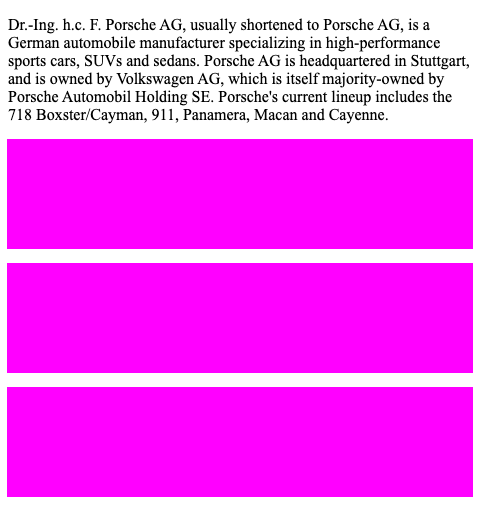 Dr.-Ing. h.c. F. Porsche AG, usually shortened to Porsche AG, is a
German automobile manufacturer specializing in high-performance
sports cars, SUVs and sedans. Porsche AG is headquartered in Stuttgart,
and is owned by Volkswagen AG, which is itself majority-owned by
Porsche Automobil Holding SE. Porsche's current lineup includes the
718 Boxster/Cayman, 911, Panamera, Macan and Cayenne.